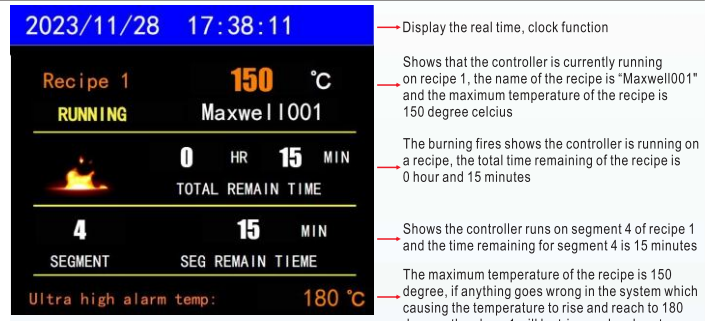 2023/11/28 17:38:11
Display the real time, clock function
Recipe 1 150 ℃
RUNNING Maxwell001
Shows that the controller is currently running
on recipe 1, the name of the recipe is “Maxwell001"
and the maximum temperature of the recipe is
150 degree celcius
0 HR 15 MIN
TOTAL REMAIN TIME
The burning fires shows the controller is running on
a recipe, the total time remaining of the recipe is
0 hour and 15 minutes
4 15 MIN
SEGMENT SEG REMAIN TIEME
Shows the controller runs on segment 4 of recipe 1
and the time remaining for segment 4 is 15 minutes
Ultra high alarm temp: 180 ℃
The maximum temperature of the recipe is 150
degree, if anything goes wrong in the system which
causing the temperature to rise and reach to 180